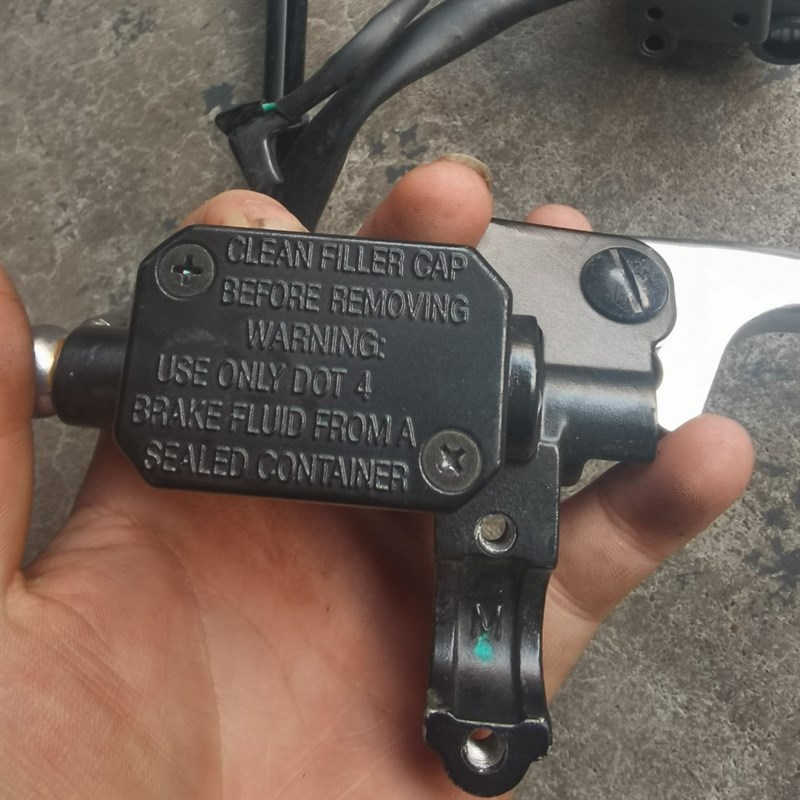 CLEAN FILLER CAP
BEFORE REMOVING
WARNING:
USE ONLY DOT 4
BRAKE FLUID FROM A
SEALED CONTAINER
M